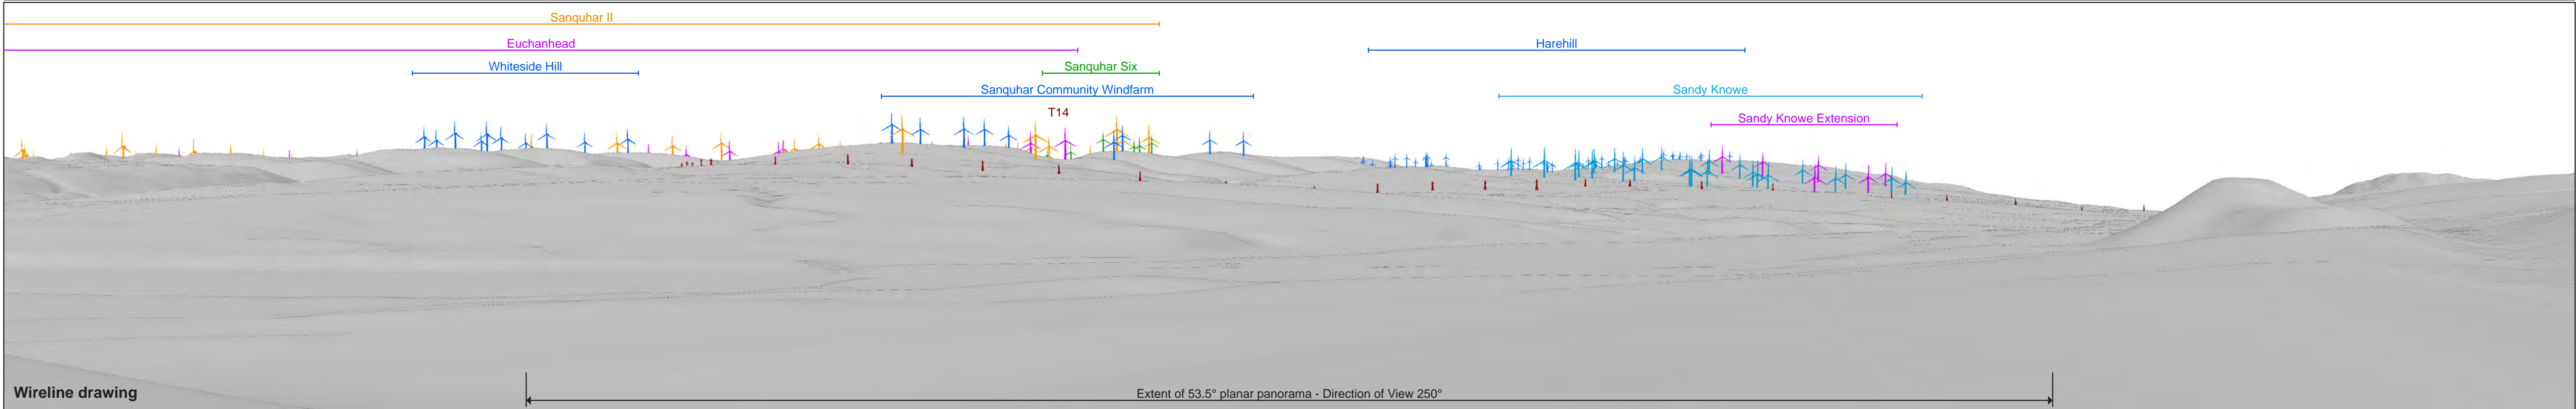 Sanquhar II
Euchanhead
Harehill
Whiteside Hill
Sanquhar Six
Sanquhar Community Windfarm
Sandy Knowe
T14
Sandy Knowe Extension
Wireline drawing
Extent of 53.5° planar panorama - Direction of View 250°